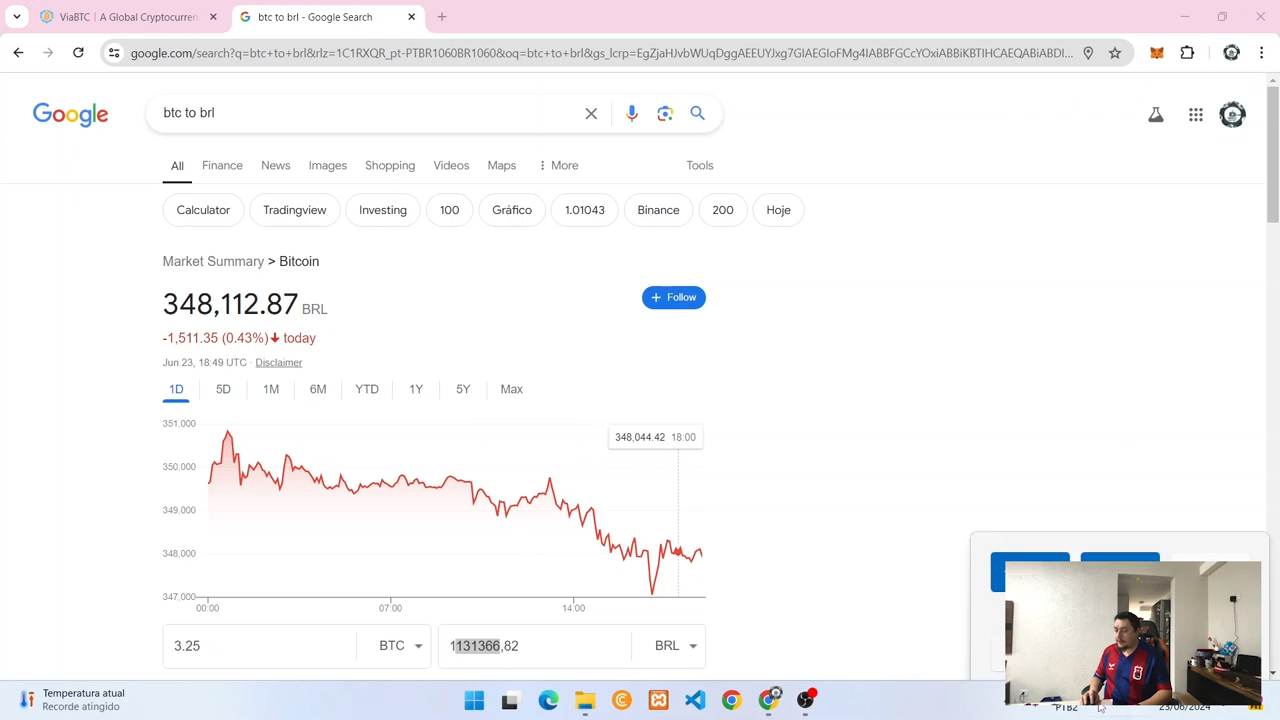 ViaBTC | A Global Cryptocurren
btc to brl - Google Search
google.com/search?q=btc+to+brl&rlz=1C1RXQR_pt-PTBR1060BR1060&oq=btc+to+brl&gs_lcrp=EgZjaHJvbWUqDggAEEUYJxg7GIAEGIoFMg4IABBFGCcYOxiABBiKBTIHCAEQABiABDI...
Google
btc to brl
All Finance News Images Shopping Videos Maps More Tools
Calculator Tradingview Investing 100 Gráfico 1.01043 Binance 200 Hoje
Market Summary > Bitcoin
348,112.87 BRL
+ Follow
-1,511.35 (0.43%) today
Jun 23, 18:49 UTC · Disclaimer
1D 5D 1M 6M YTD 1Y 5Y Max
351,000
348,044.42 18:00
350,000
349,000
348,000
347,000
00:00 07:00 14:00
3.25 BTC 1131366,82 BRL
Temperatura atual
Recorde atingido
PTB2 23/06/2024